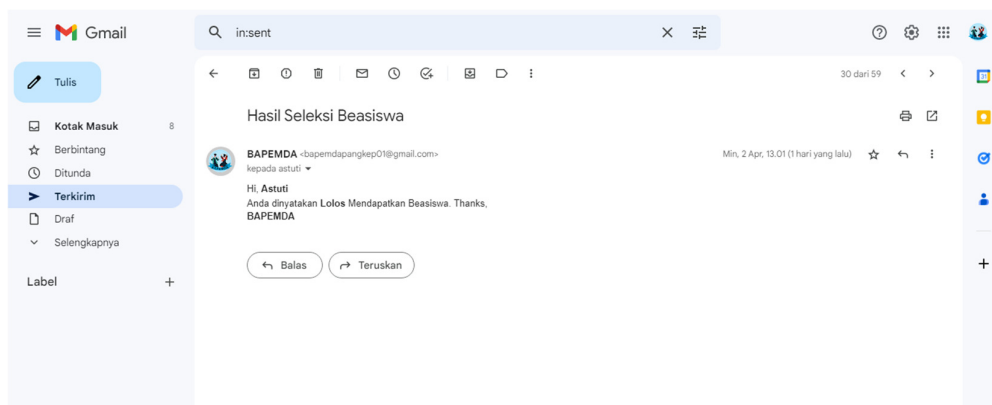 Gmail
in:sent
Tulis
30 dari 59
31
Hasil Seleksi Beasiswa
Kotak Masuk 8
Berbintang
Ditunda
Terkirim
Draf
Selengkapnya
Label
BAPEMDA <bapemdapangkep01@gmail.com>
Min, 2 Apr, 13.01 (1 hari yang lalu)
kepada astuti
Hi, Astuti
Anda dinyatakan Lolos Mendapatkan Beasiswa. Thanks,
BAPEMDA
Balas
Teruskan